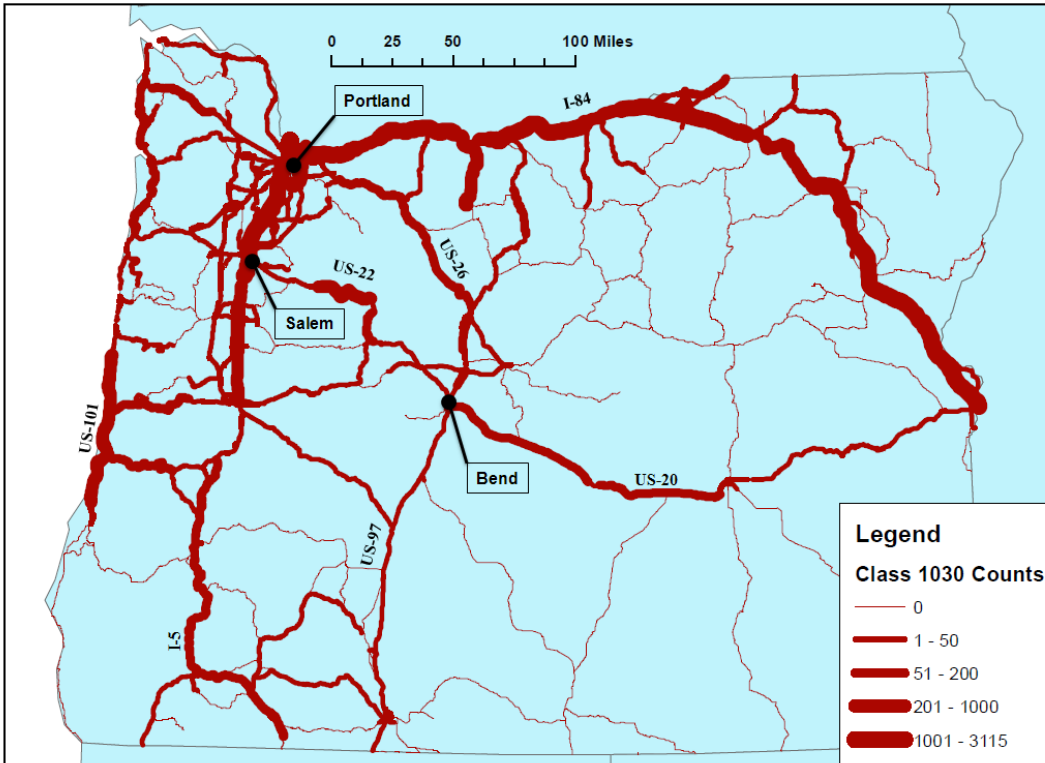 0 25 50 100 Miles
Portland
I-84
US-26
US-22
Salem
US-101
Bend
US-20
US-97
I-5
Legend
Class 1030 Counts
0
1 - 50
51 - 200
201 - 1000
1001 - 3115